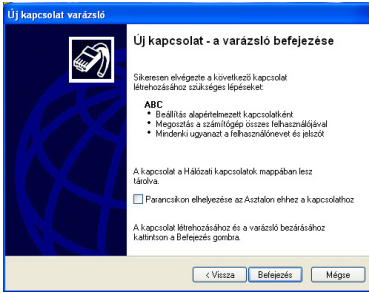 Új kapcsolat varázsló
Új kapcsolat - a varázsló befejezése
Sikeresen elvégezte a következő kapcsolat
létrehozásához szükséges lépéseket:
ABC
• Beállítás alapértelmezett kapcsolatként
• Megosztás a számítógép összes felhasználójával
• Mindenki ugyanazt a felhasználónevet és jelszót
A kapcsolat a Hálózati kapcsolatok mappában lesz
tárolva.
Parancsikon elhelyezése az Asztalon ehhez a kapcsolathoz
A kapcsolat létrehozásához és a varázsló bezárásához
kattintson a Befejezés gombra.
< Vissza Befejezés Mégse